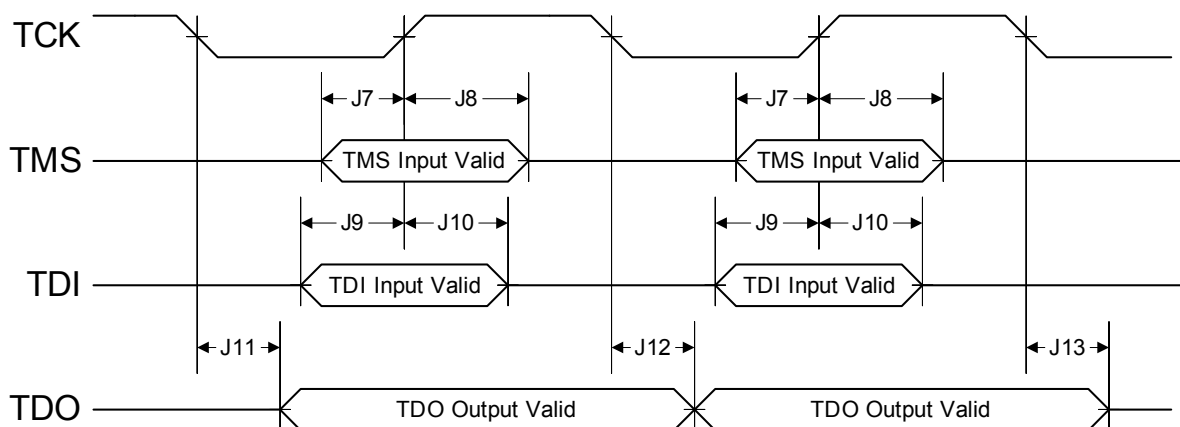 TCK
J7 J8 J7 J8
TMS TMS Input Valid TMS Input Valid
J9 J10 J9 J10
TDI TDI Input Valid TDI Input Valid
J11 J12 J13
TDO TDO Output Valid TDO Output Valid